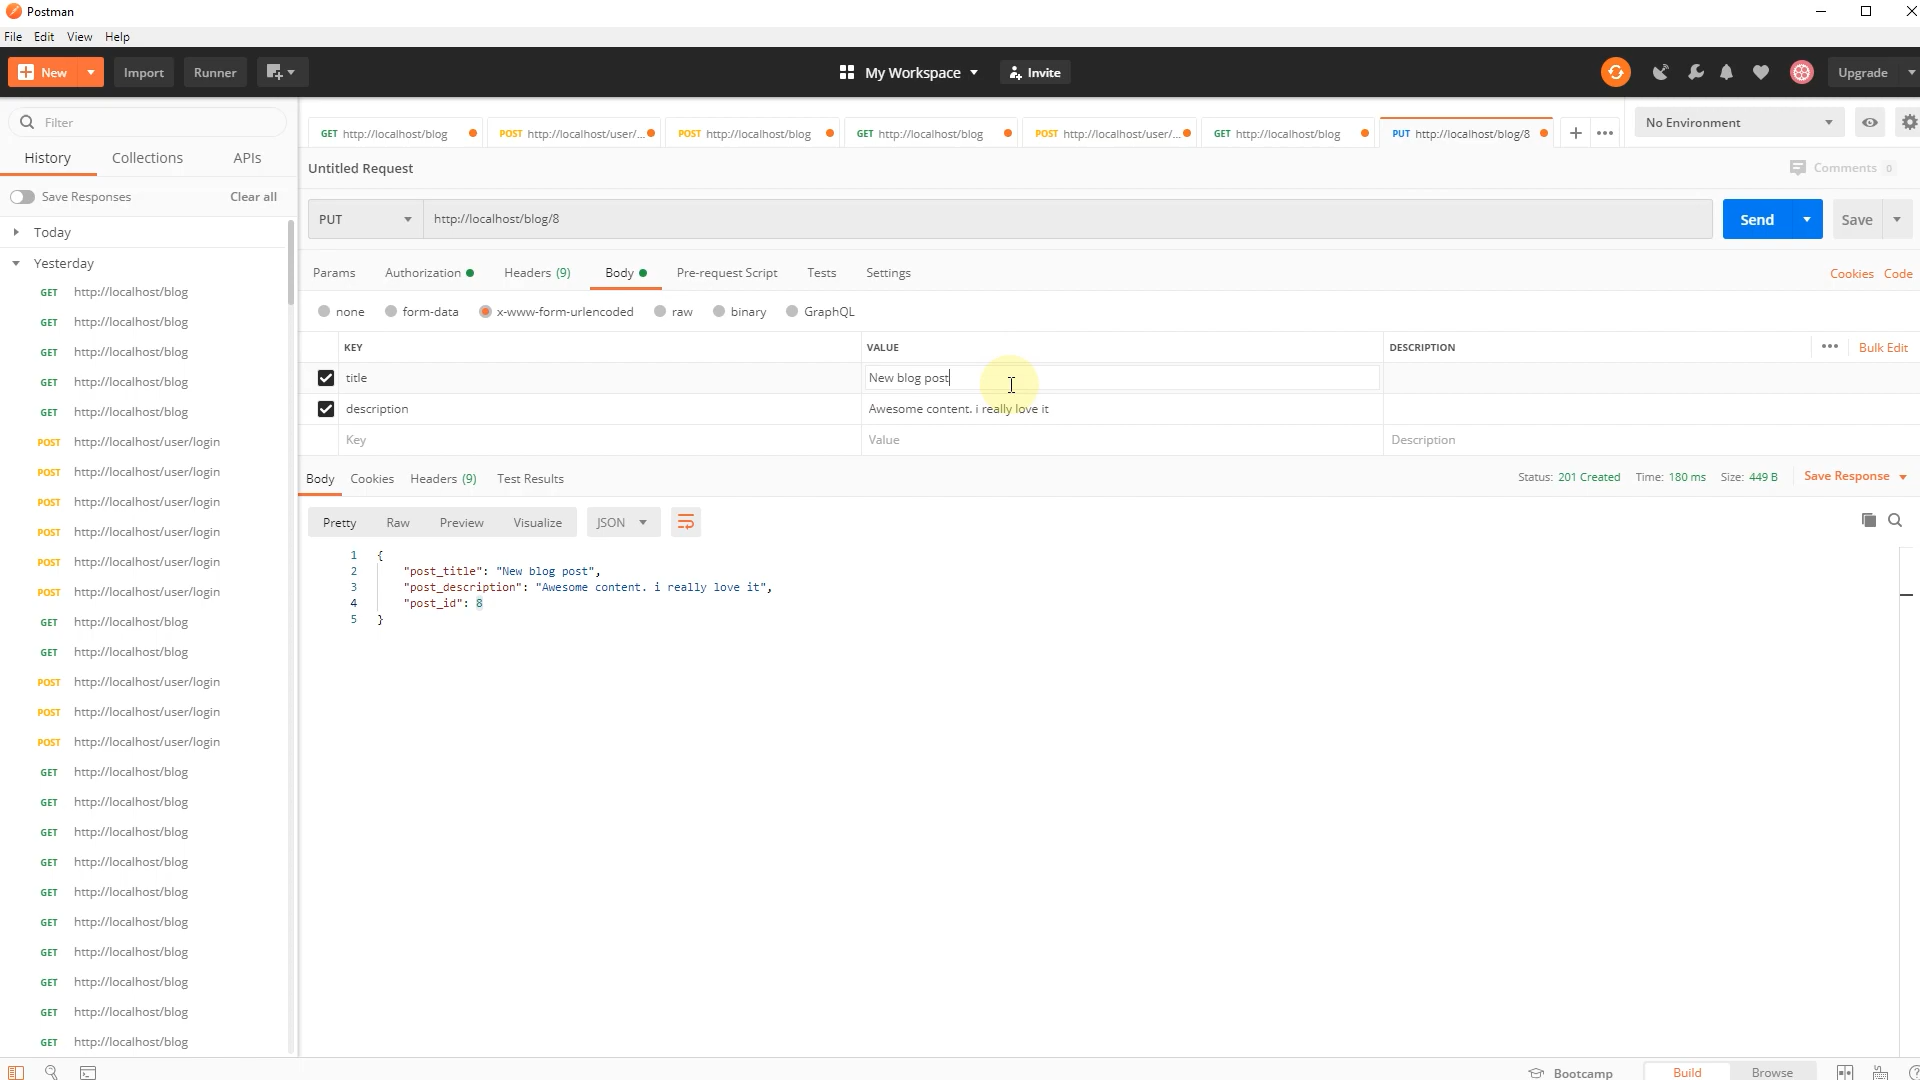 Postman
File Edit View Help
New Import Runner My Workspace Invite Upgrade
Filter
History Collections APIs
Save Responses Clear all
Today
Yesterday
GET http://localhost/blog
GET http://localhost/blog
GET http://localhost/blog
GET http://localhost/blog
GET http://localhost/blog
POST http://localhost/user/login
POST http://localhost/user/login
POST http://localhost/user/login
POST http://localhost/user/login
POST http://localhost/user/login
POST http://localhost/user/login
GET http://localhost/blog
GET http://localhost/blog
POST http://localhost/user/login
POST http://localhost/user/login
POST http://localhost/user/login
GET http://localhost/blog
GET http://localhost/blog
GET http://localhost/blog
GET http://localhost/blog
GET http://localhost/blog
GET http://localhost/blog
GET http://localhost/blog
GET http://localhost/blog
GET http://localhost/blog
GET http://localhost/blog
GET http://localhost/blog POST http://localhost/user/... POST http://localhost/blog GET http://localhost/blog POST http://localhost/user/... GET http://localhost/blog PUT http://localhost/blog/8 No Environment
Untitled Request Comments 0
PUT http://localhost/blog/8 Send Save
Params Authorization Headers (9) Body Pre-request Script Tests Settings Cookies Code
none form-data x-www-form-urlencoded raw binary GraphQL
KEY VALUE DESCRIPTION Bulk Edit
title New blog post
description Awesome content. i really love it
Key Value Description
Body Cookies Headers (9) Test Results Status: 201 Created Time: 180 ms Size: 449 B Save Response
Pretty Raw Preview Visualize JSON
1 {
2 "post_title": "New blog post",
3 "post_description": "Awesome content. i really love it",
4 "post_id": 8
5 }
Bootcamp Build Browse